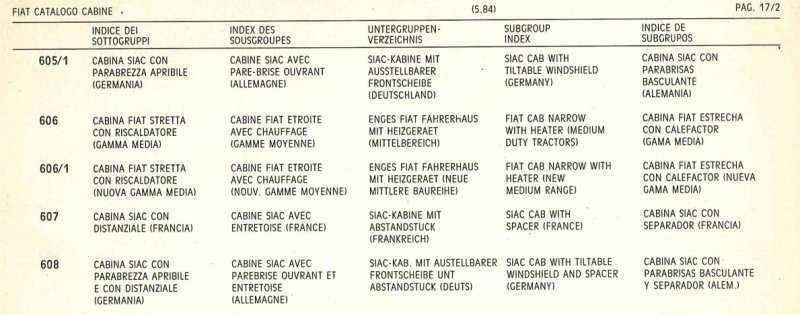 FIAT CATALOGO CABINE
(5.84)
PAG. 17/2
INDICE DEI
SOTTOGRUPPI
INDEX DES
SOUSGROUPES
UNTERGRUPPEN-
VERZEICHNIS
SUBGROUP
INDEX
INDICE DE
SUBGRUPOS
605/1
CABINA SIAC CON
PARABREZZA APRIBILE
(GERMANIA)
CABINE SIAC AVEC
PARE-BRISE OUVRANT
(ALLEMAGNE)
SIAC-KABINE MIT
AUSSTELLBARER
FRONTSCHEIBE
(DEUTSCHLAND)
SIAC CAB WITH
TILTABLE WINDSHIELD
(GERMANY)
CABINA SIAC CON
PARABRISAS
BASCULANTE
(ALEMANIA)
606
CABINA FIAT STRETTA
CON RISCALDATORE
(GAMMA MEDIA)
CABINE FIAT ETROITE
AVEC CHAUFFAGE
(GAMME MOYENNE)
ENGES FIAT FAHRERhAUS
MIT HEIZGERAET
(MITTELBEREICH)
FIAT CAB NARROW
WITH HEATER (MEDIUM
DUTY TRACTORS)
CABINA FIAT ESTRECHA
CON CALEFACTOR
(GAMA MEDIA)
606/1
CABINA FIAT STRETTA
CON RISCALDATORE
(NUOVA GAMMA MEDIA)
CABINE FIAT ETROITE
AVEC CHAUFFAGE
(NOUV. GAMME MOYENNE)
ENGES FIAT FAHRERHAUS
MIT HEIZGERAET (NEUE
MITTLERE BAUREIHE)
FIAT CAB NARROW WITH
HEATER (NEW
MEDIUM RANGE)
CABINA FIAT ESTRECHA
CON CALEFACTOR (NUEVA
GAMA MEDIA)
607
CABINA SIAC CON
DISTANZIALE (FRANCIA)
CABINE SIAC AVEC
ENTRETOISE (FRANCE)
SIAC-KABINE MIT
ABSTANDSTUCK
(FRANKREICH)
SIAC CAB WITH
SPACER (FRANCE)
CABINA SIAC CON
SEPARADOR (FRANCIA)
608
CABINA SIAC CON
PARABREZZA APRIBILE
E CON DISTANZIALE
(GERMANIA)
CABINE SIAC AVEC
PAREBRISE OUVRANT ET
ENTRETOISE
(ALLEMAGNE)
SIAC-KAB. MIT AUSTELLBARER
FRONTSCHEIBE UNT
ABSTANDSTUCK (DEUTS)
SIAC CAB WITH TILTABLE
WINDSHIELD AND SPACER
(GERMANY)
CABINA SIAC CON
PARABRISAS BASCULANTE
Y SEPARADOR (ALEM.)